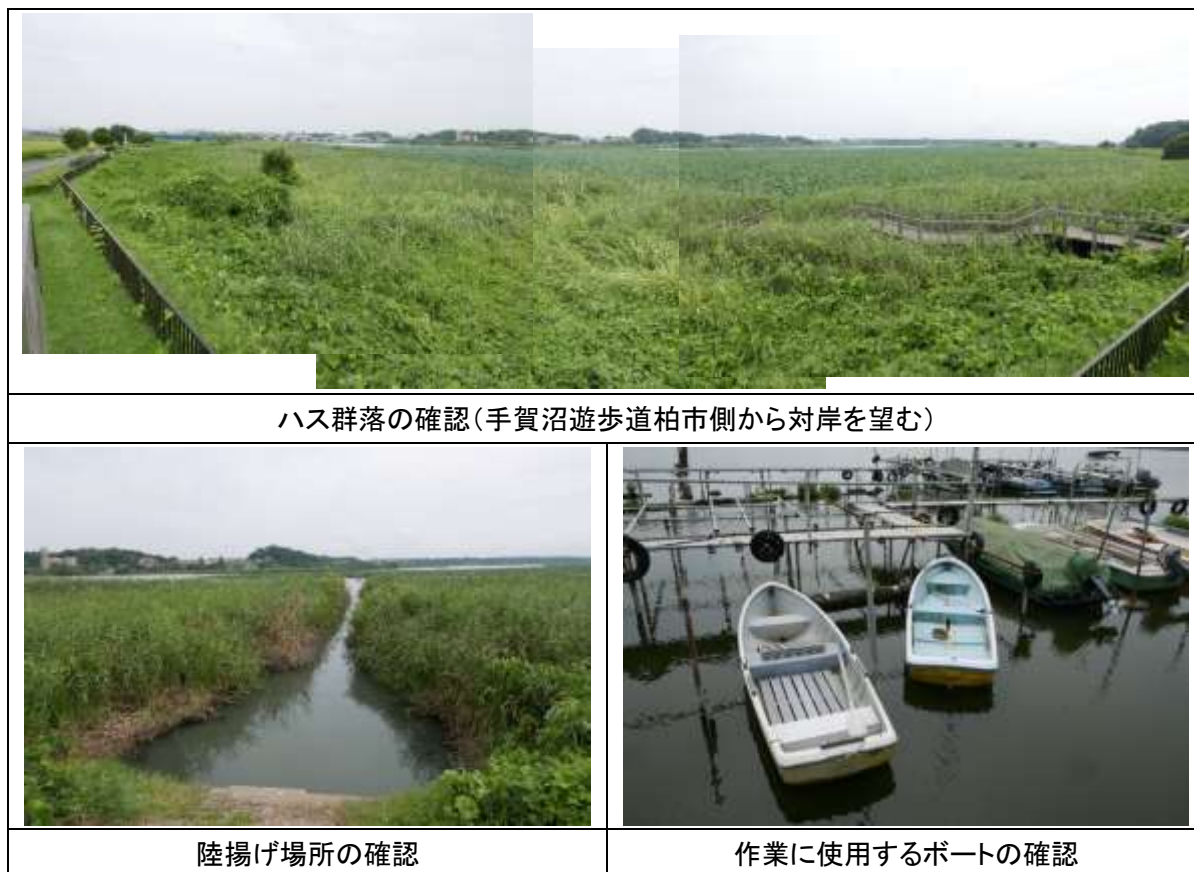 ハス群落の確認（手賀沼遊歩道柏市側から対岸を望む）
陸揚げ場所の確認
作業に使用するボートの確認